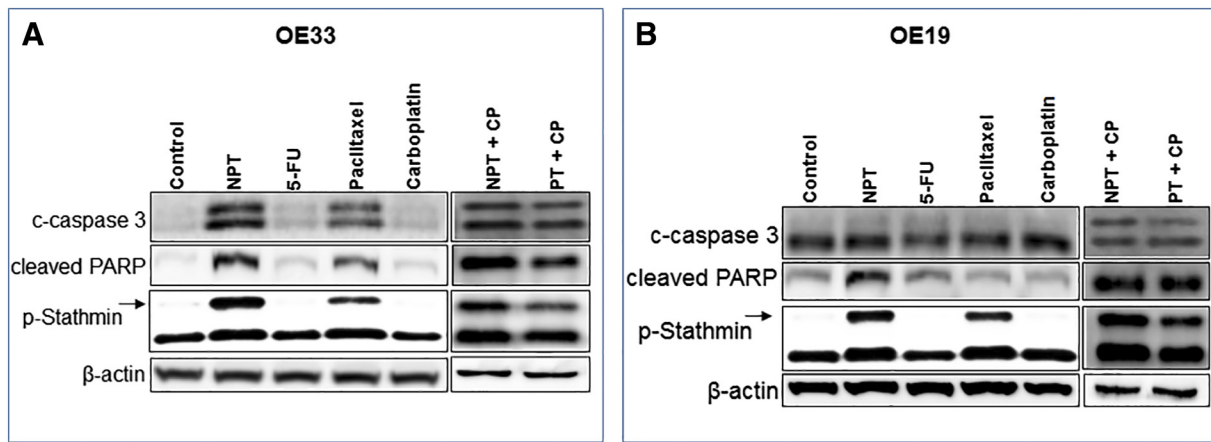 A
OE33
Control
NPT
5-FU
Paclitaxel
Carboplatin
NPT + CP
PT + CP
c-caspase 3
cleaved PARP
p-Stathmin
β-actin
B
OE19
Control
NPT
5-FU
Paclitaxel
Carboplatin
NPT + CP
PT + CP
c-caspase 3
cleaved PARP
p-Stathmin
β-actin